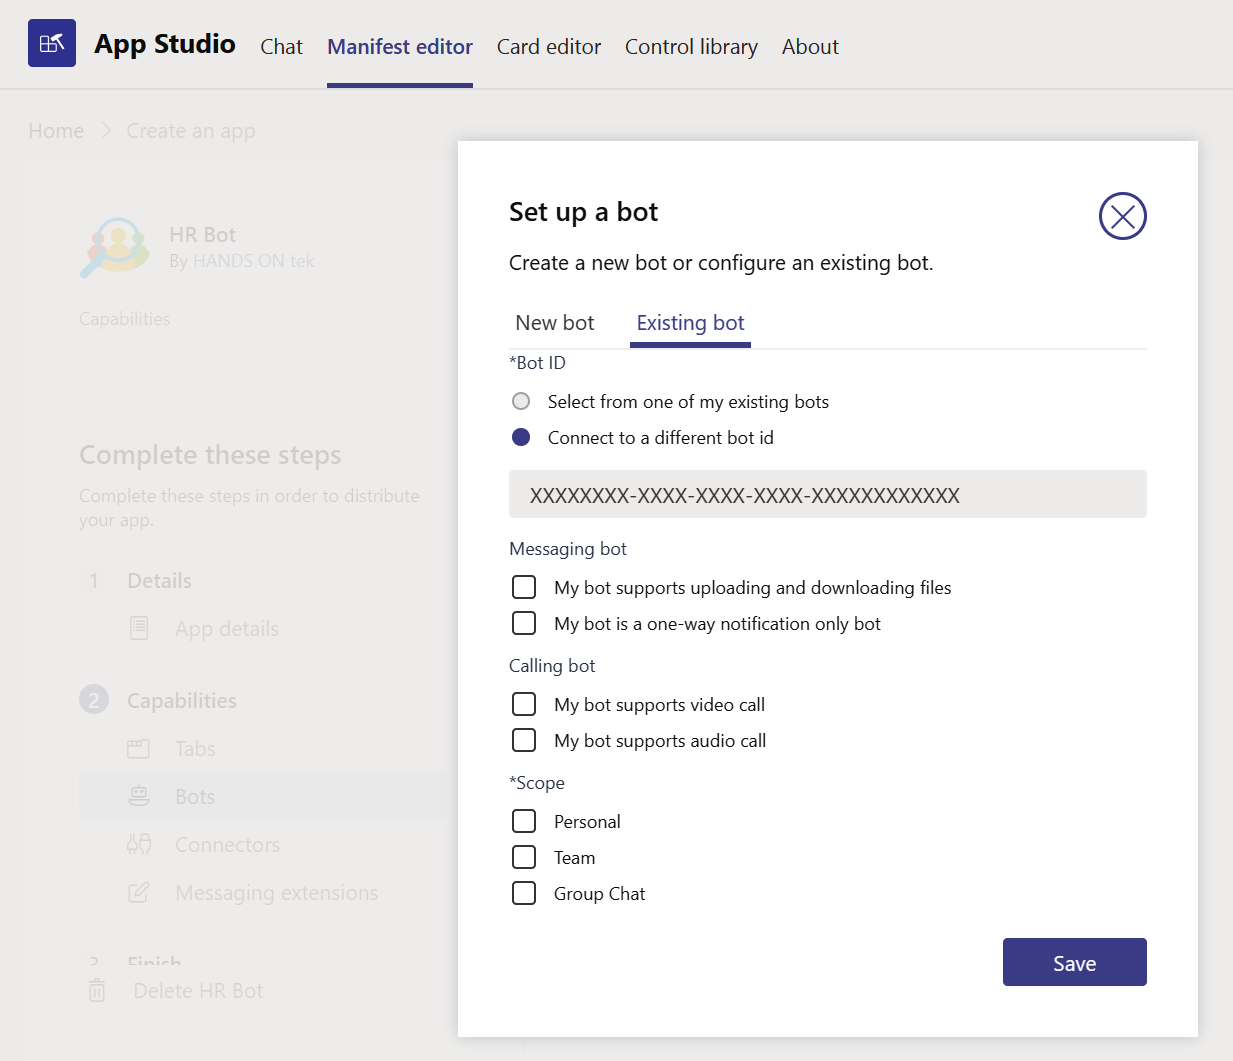 App Studio Chat Manifest editor Card editor Control library About
Home > Create an app
HR Bot
By HANDS ON tek
Capabilities
Complete these steps
Complete these steps in order to distribute
your app.
1 Details
App details
2 Capabilities
Tabs
Bots
Connectors
Messaging extensions
3 Finish
Delete HR Bot
Set up a bot
Create a new bot or configure an existing bot.
New bot Existing bot
*Bot ID
Select from one of my existing bots
Connect to a different bot id
XXXXXXXX-XXXX-XXXX-XXXX-XXXXXXXXXXXX
Messaging bot
My bot supports uploading and downloading files
My bot is a one-way notification only bot
Calling bot
My bot supports video call
My bot supports audio call
*Scope
Personal
Team
Group Chat
Save